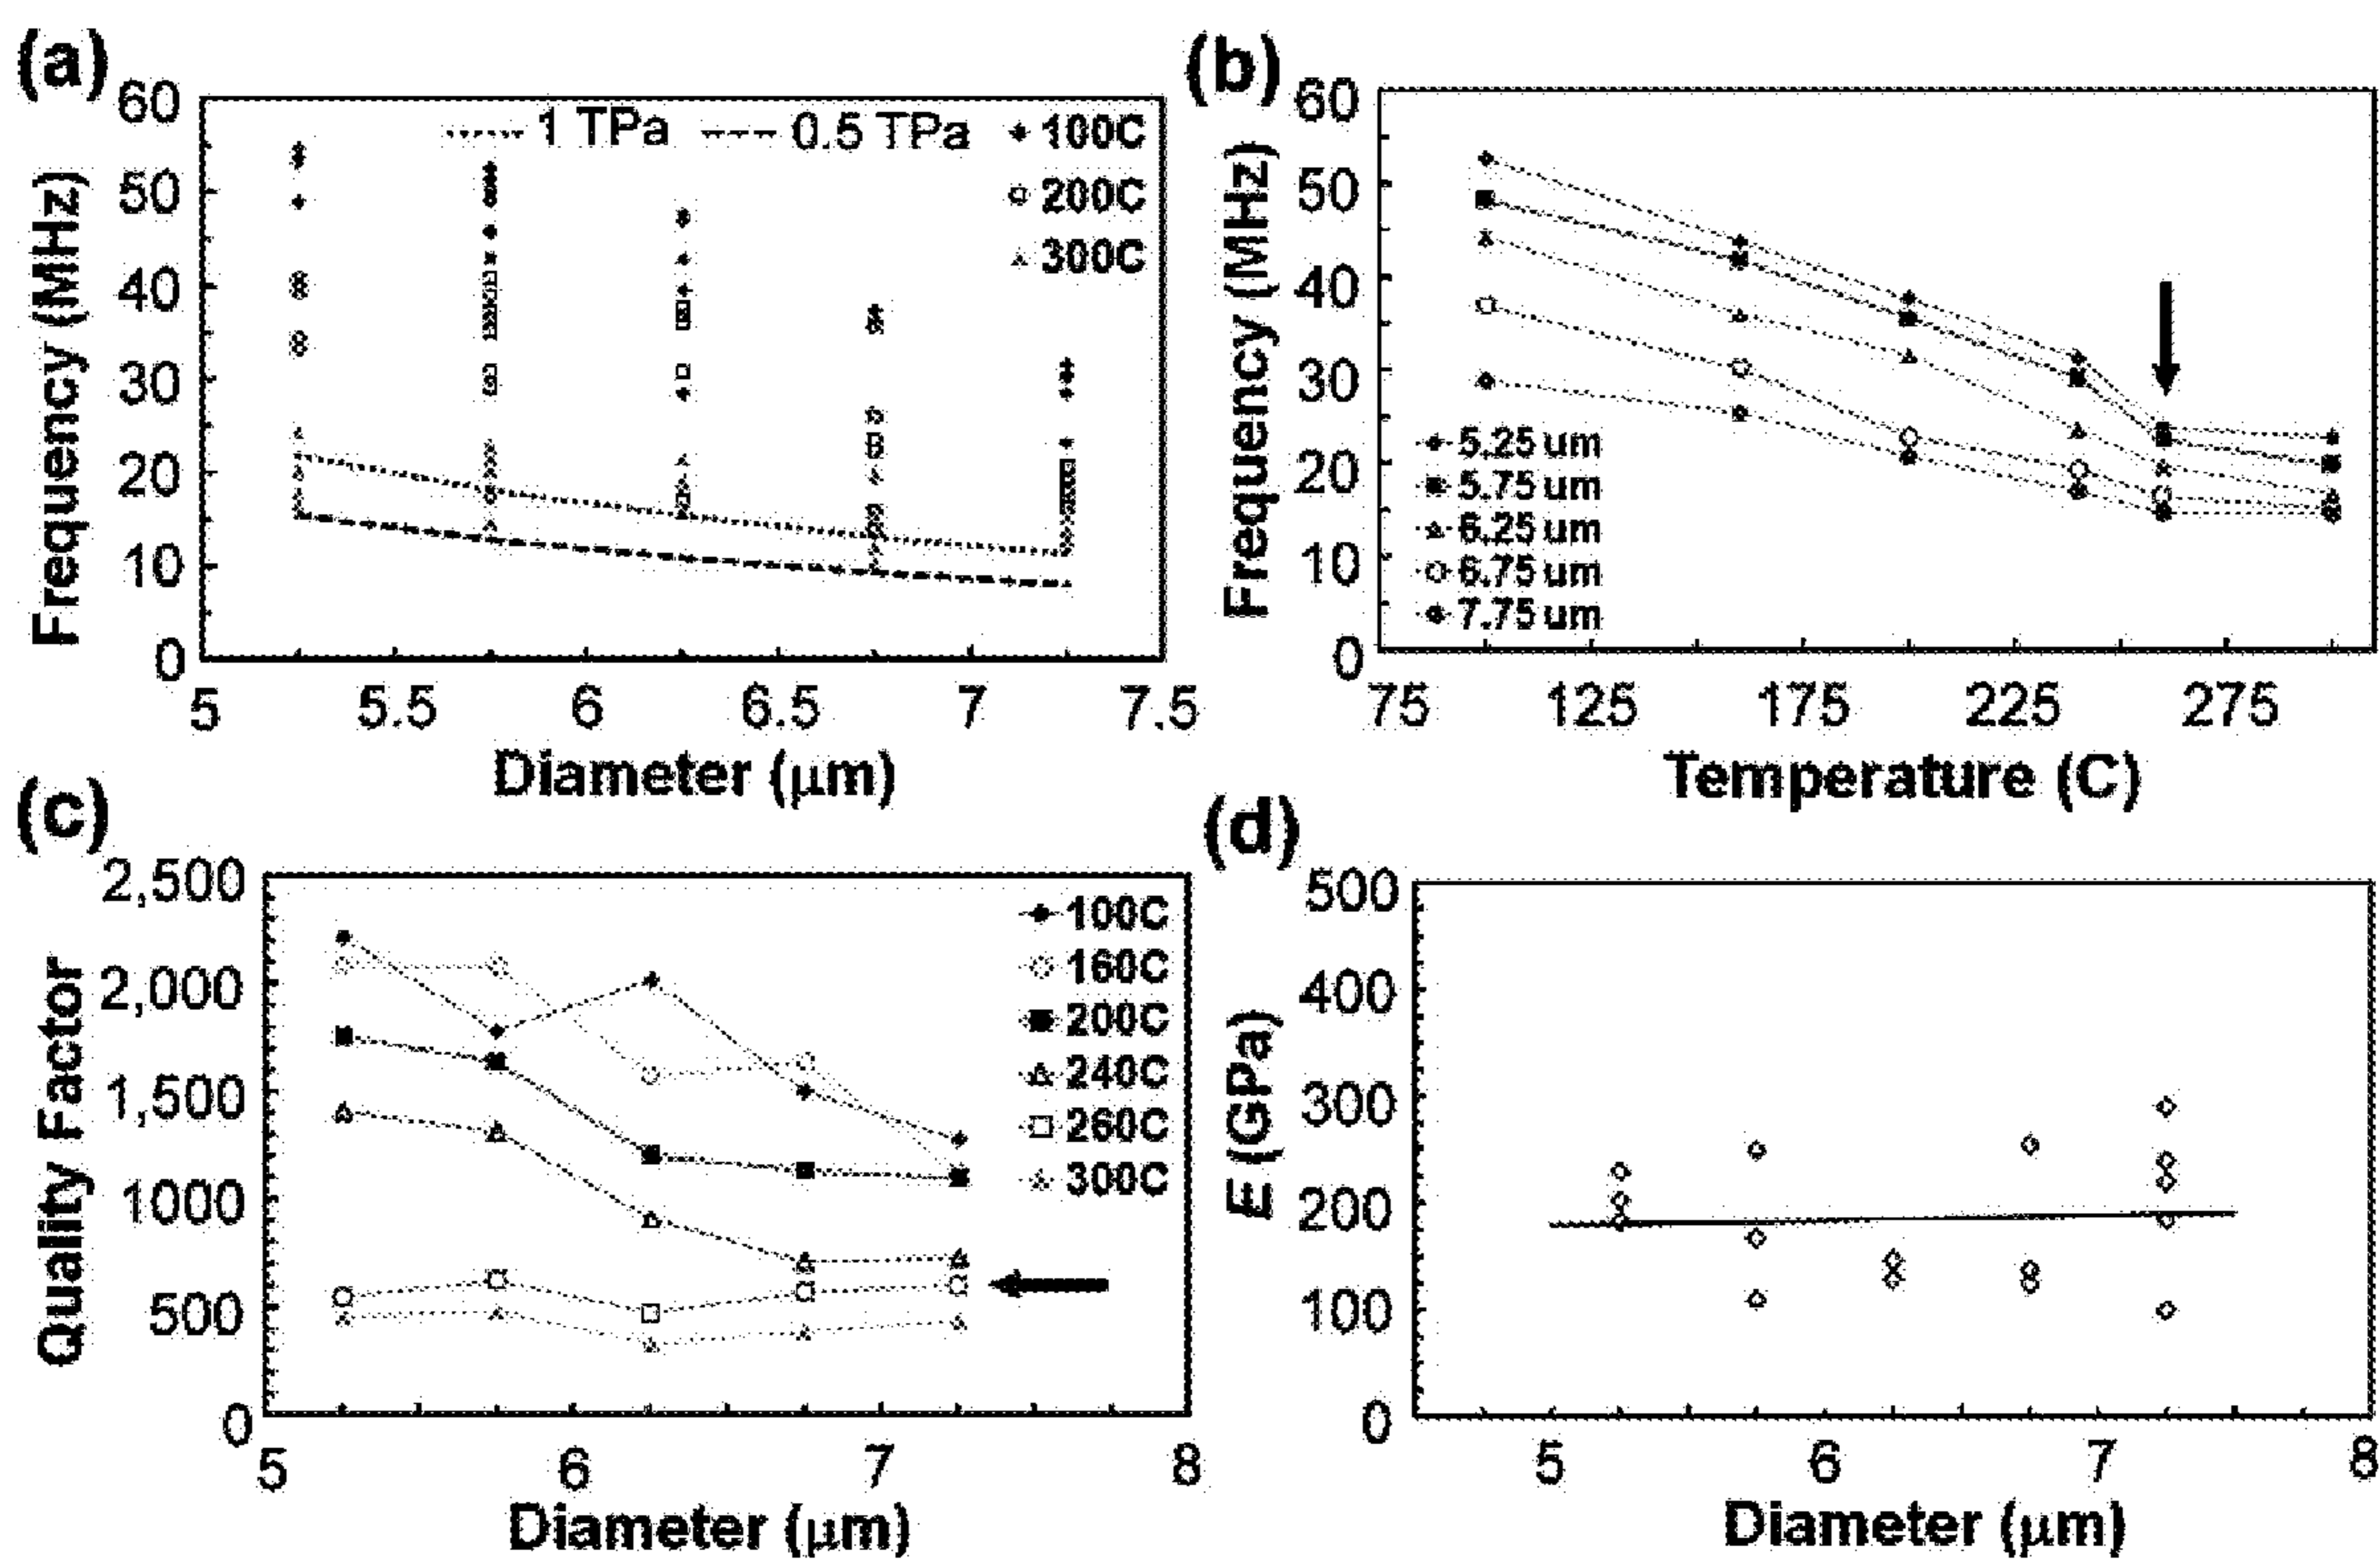 (a)
Frequency (MHz)
60
50
40
30
20
10
0
1 TPa
0.5 TPa
100C
200C
300C
5
5.5
6
6.5
7
7.5
Diameter (μm)
(b)
Frequency (MHz)
60
50
40
30
20
10
0
5.25 um
5.75 um
6.25 um
6.75 um
7.75 um
75
125
175
225
275
Temperature (C)
(c)
Quality Factor
2,500
2,000
1,500
1000
500
0
100C
160C
200C
240C
260C
300C
5
6
7
8
Diameter (μm)
(d)
E (GPa)
500
400
300
200
100
0
5
6
7
8
Diameter (μm)